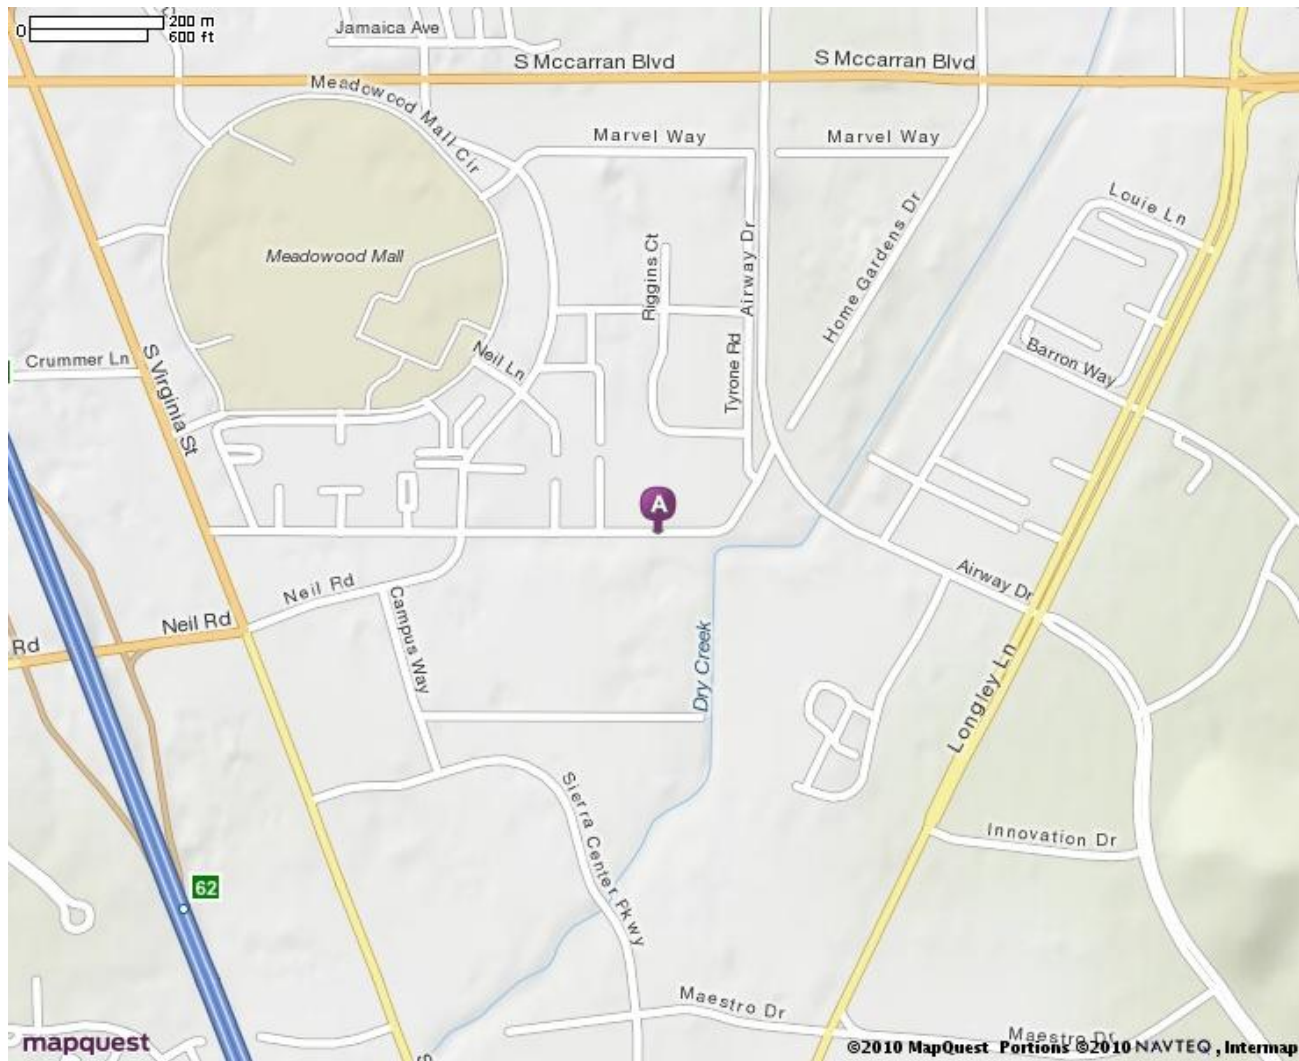 0
200 m
600 ft
Jamaica Ave
S Mccarran Blvd
S Mccarran Blvd
Meadowood Mall Cir
Marvel Way
Marvel Way
Louie Ln
Meadowood Mall
Riggins Ct
Airway Dr
Home Gardens Dr
Crummer Ln
S Virginia St
Neil Ln
Tyrone Rd
Barron Way
A
Neil Rd
Neil Rd
Rd
Campus Way
Airway Dr
Dry Creek
Longley Ln
Sierra Center Pkwy
Innovation Dr
62
Maestro Dr
Maestro Dr
mapquest
©2010 MapQuest Portions ©2010 NAVTEQ, Intermap